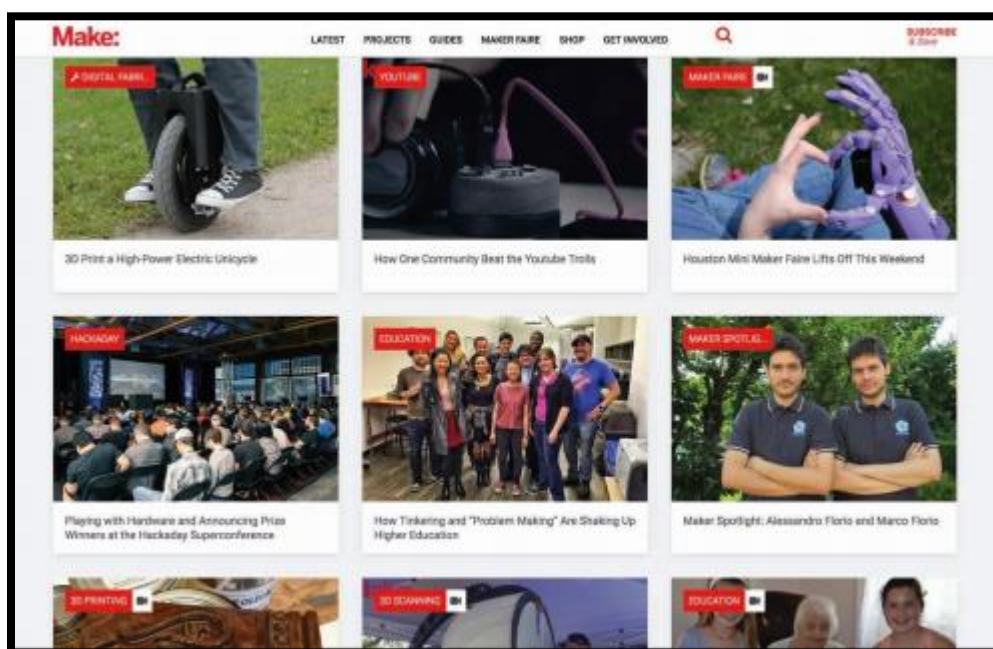 Make:
LATEST PROJECTS GUIDES MAKER FAIRE SHOP GET INVOLVED
SUBSCRIBE
& Save
DIGITAL FABRI...
YOUTUBE
MAKER FAIRE
3D Print a High-Power Electric Unicycle
How One Community Beat the Youtube Trolls
Houston Mini Maker Faire Lifts Off This Weekend
HACKADAY
EDUCATION
MAKER SPOTLIG...
Playing with Hardware and Announcing Prize
Winners at the Hackaday Superconference
How Tinkering and "Problem Making" Are Shaking Up
Higher Education
Maker Spotlight: Alessandro Florio and Marco Florio
3D PRINTING
3D SCANNING
EDUCATION